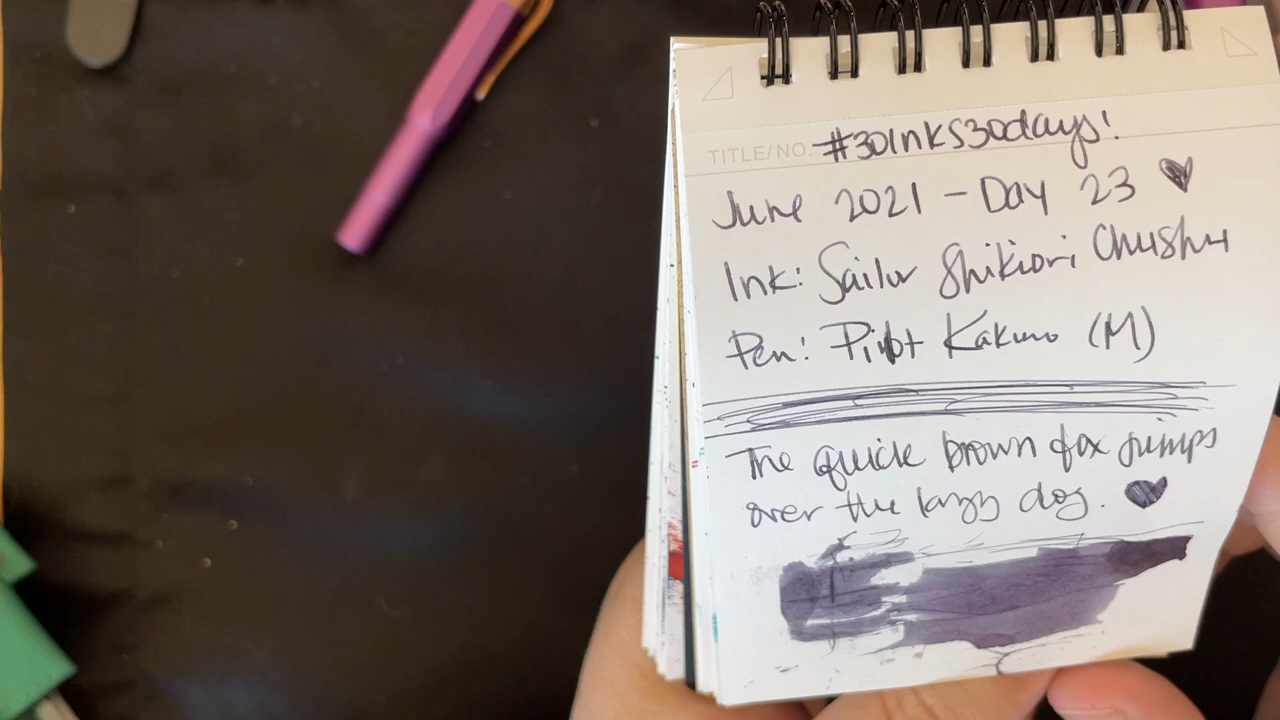 TITLE/NO. #30inks30days!
June 2021 - Day 23
Ink: Sailor Shikiori Chushu
Pen: Pilot Kakuno (M)
The quick brown fox jumps
over the lazy dog.